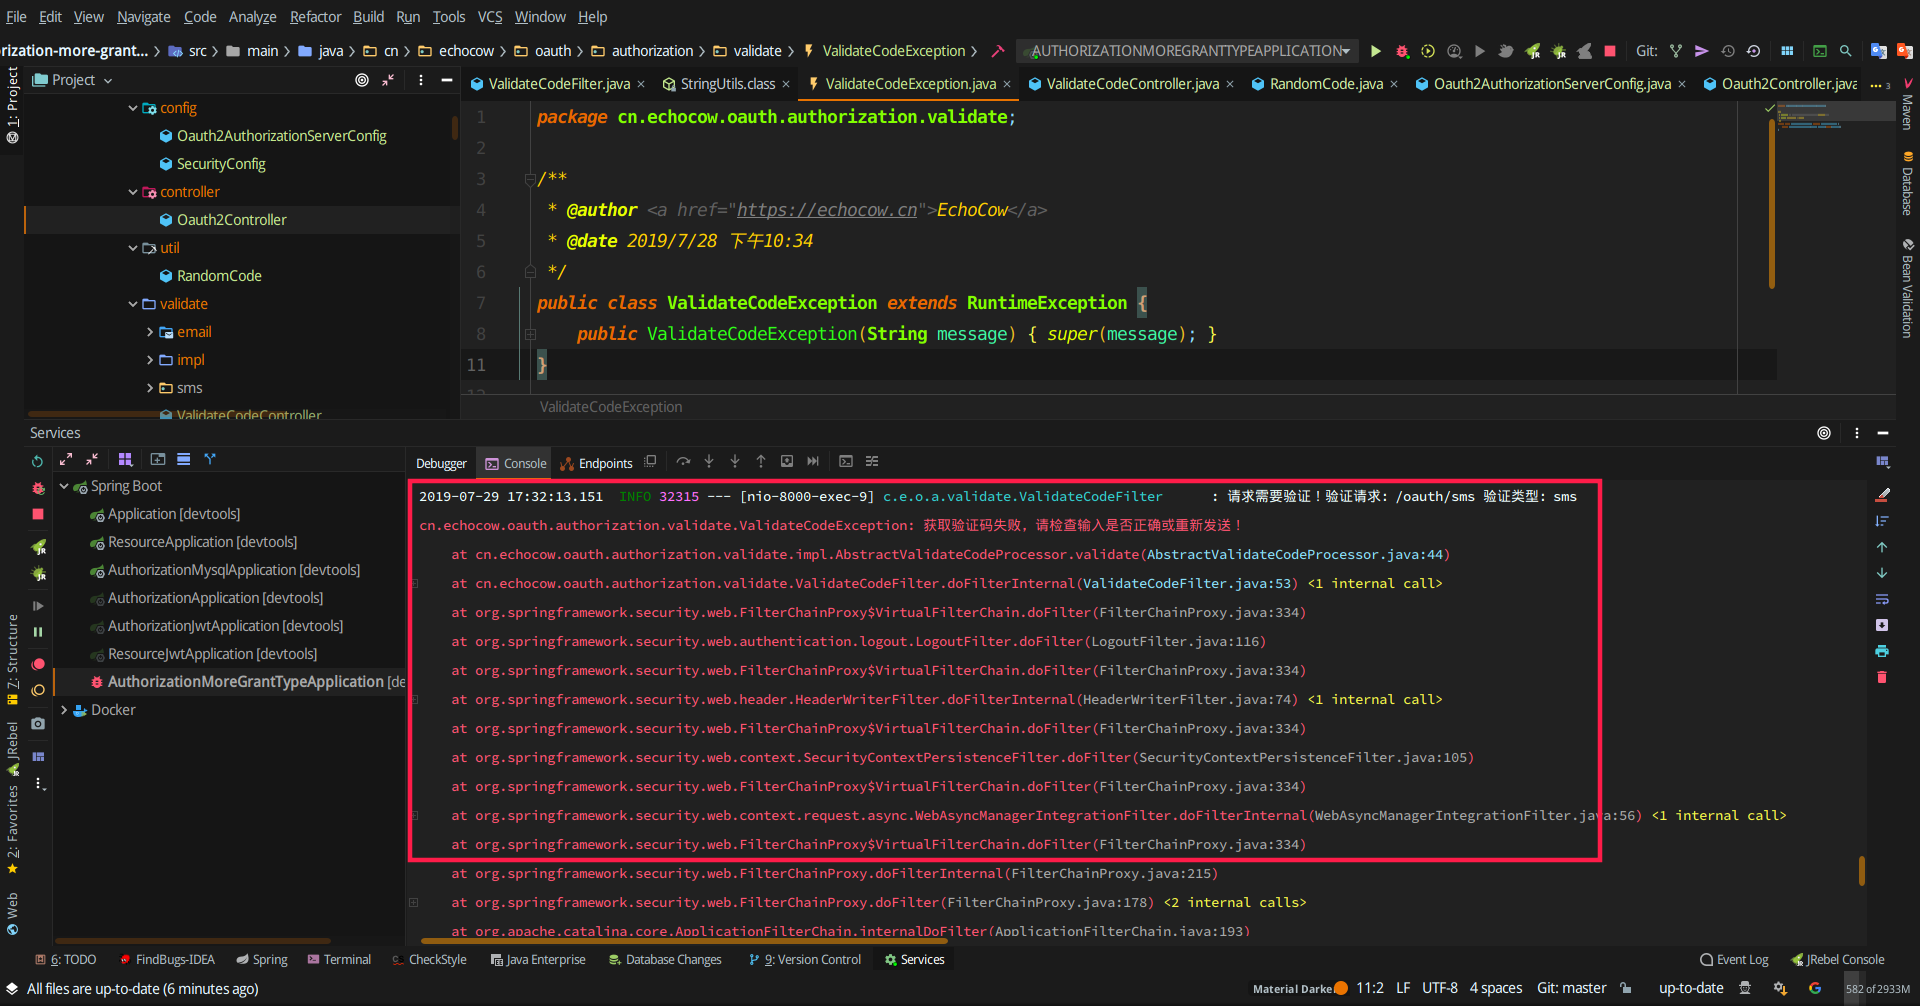 File Edit View Navigate Code Analyze Refactor Build Run Tools VCS Window Help
rization-more-grant... src main java cn echocow oauth authorization validate ValidateCodeException AUTHORIZATIONMOREGRANTTYPEAPPLICATION Git:
Project
ValidateCodeFilter.java StringUtils.class ValidateCodeException.java ValidateCodeController.java RandomCode.java Oauth2AuthorizationServerConfig.java Oauth2Controller.java ... 3
1: Project
config
Oauth2AuthorizationServerConfig
SecurityConfig
controller
Oauth2Controller
util
RandomCode
validate
email
impl
sms
ValidateCodeController
1 package cn.echocow.oauth.authorization.validate;
2
3 /**
4 * @author <a href="https://echocow.cn">EchoCow</a>
5 * @date 2019/7/28 下午10:34
6 */
7 public class ValidateCodeException extends RuntimeException {
8 public ValidateCodeException(String message) { super(message); }
11 }
12
ValidateCodeException
Maven
Database
Bean Validation
Services
Debugger Console Endpoints
Spring Boot
Application [devtools]
ResourceApplication [devtools]
AuthorizationMysqlApplication [devtools]
AuthorizationApplication [devtools]
AuthorizationJwtApplication [devtools]
ResourceJwtApplication [devtools]
AuthorizationMoreGrantTypeApplication [de
Docker
7: Structure
JRebel
2: Favorites
Web
2019-07-29 17:32:13.151 INFO 32315 --- [nio-8000-exec-9] c.e.o.a.validate.ValidateCodeFilter : 请求需要验证！验证请求: /oauth/sms 验证类型: sms
cn.echocow.oauth.authorization.validate.ValidateCodeException: 获取验证码失败，请检查输入是否正确或重新发送！
at cn.echocow.oauth.authorization.validate.impl.AbstractValidateCodeProcessor.validate(AbstractValidateCodeProcessor.java:44)
at cn.echocow.oauth.authorization.validate.ValidateCodeFilter.doFilterInternal(ValidateCodeFilter.java:53) <1 internal call>
at org.springframework.security.web.FilterChainProxy$VirtualFilterChain.doFilter(FilterChainProxy.java:334)
at org.springframework.security.web.authentication.logout.LogoutFilter.doFilter(LogoutFilter.java:116)
at org.springframework.security.web.FilterChainProxy$VirtualFilterChain.doFilter(FilterChainProxy.java:334)
at org.springframework.security.web.header.HeaderWriterFilter.doFilterInternal(HeaderWriterFilter.java:74) <1 internal call>
at org.springframework.security.web.FilterChainProxy$VirtualFilterChain.doFilter(FilterChainProxy.java:334)
at org.springframework.security.web.context.SecurityContextPersistenceFilter.doFilter(SecurityContextPersistenceFilter.java:105)
at org.springframework.security.web.FilterChainProxy$VirtualFilterChain.doFilter(FilterChainProxy.java:334)
at org.springframework.security.web.context.request.async.WebAsyncManagerIntegrationFilter.doFilterInternal(WebAsyncManagerIntegrationFilter.java:56) <1 internal call>
at org.springframework.security.web.FilterChainProxy$VirtualFilterChain.doFilter(FilterChainProxy.java:334)
at org.springframework.security.web.FilterChainProxy.doFilterInternal(FilterChainProxy.java:215)
at org.springframework.security.web.FilterChainProxy.doFilter(FilterChainProxy.java:178) <2 internal calls>
at org.apache.catalina.core.ApplicationFilterChain.internalDoFilter(ApplicationFilterChain.java:193)
6: TODO FindBugs-IDEA Spring Terminal CheckStyle Java Enterprise Database Changes 9: Version Control Services Event Log JRebel Console
All files are up-to-date (6 minutes ago) Material Darke 11:2 LF UTF-8 4 spaces Git: master up-to-date 582 of 2933M